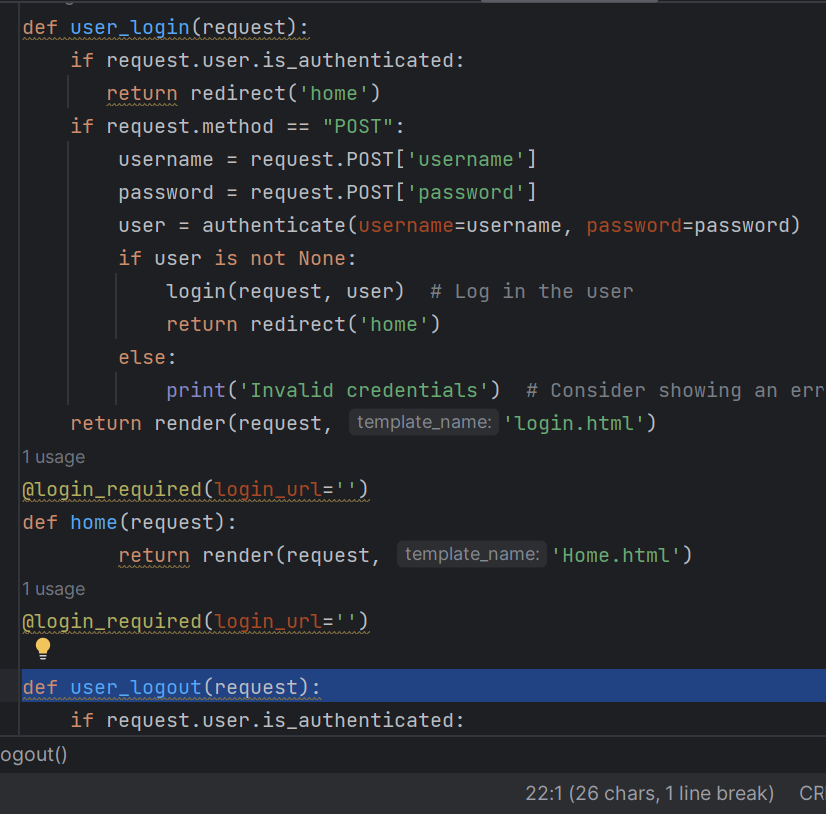 def user_login(request):
    if request.user.is_authenticated:
        return redirect('home')
    if request.method == "POST":
        username = request.POST['username']
        password = request.POST['password']
        user = authenticate(username=username, password=password)
        if user is not None:
            login(request, user)  # Log in the user
            return redirect('home')
        else:
            print('Invalid credentials')  # Consider showing an err
    return render(request, template_name: 'login.html')
1 usage
@login_required(login_url='')
def home(request):
        return render(request, template_name: 'Home.html')
1 usage
@login_required(login_url='')
def user_logout(request):
    if request.user.is_authenticated:
ogout()
22:1 (26 chars, 1 line break) CR